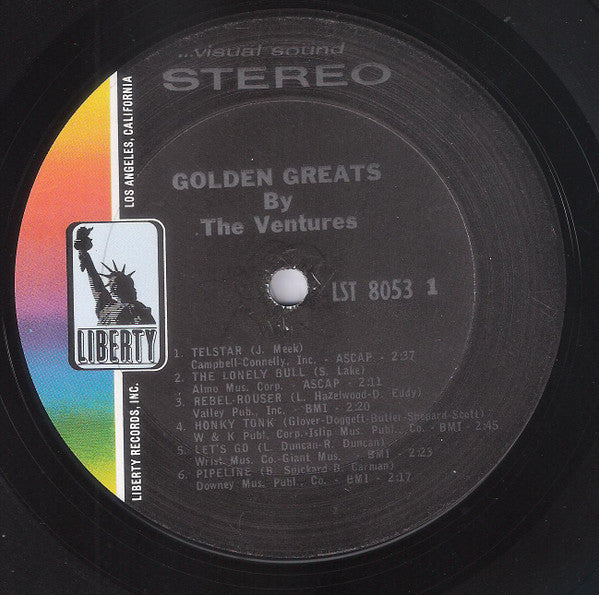 ...visual sound
STEREO
GOLDEN GREATS
By
The Ventures
LST 8053 1
LOS ANGELES, CALIFORNIA
LIBERTY
LIBERTY RECORDS, INC.
1. TELSTAR (J. Meek)
Campbell-Connelly, Inc. - ASCAP - 2:37
2. THE LONELY BULL (S. Lake)
Almo Mus. Corp. - ASCAP - 2:11
3. REBEL-ROUSER (L. Hazelwood-D. Eddy)
Valley Pub., Inc. - BMI - 2:20
4. HONKY TONK (Glover-Doggett-Butler-Shepard-Scott)
W & K Publ. Corp.-Islip Mus. Publ. Co. - BMI - 2:45
5. LET'S GO (L. Duncan-R. Duncan)
Wrist Mus. Co-Giant Mus. - BMI - 2:23
6. PIPELINE (B. Spickard-B. Carman)
Downey Mus. Publ. Co. - BMI - 2:17